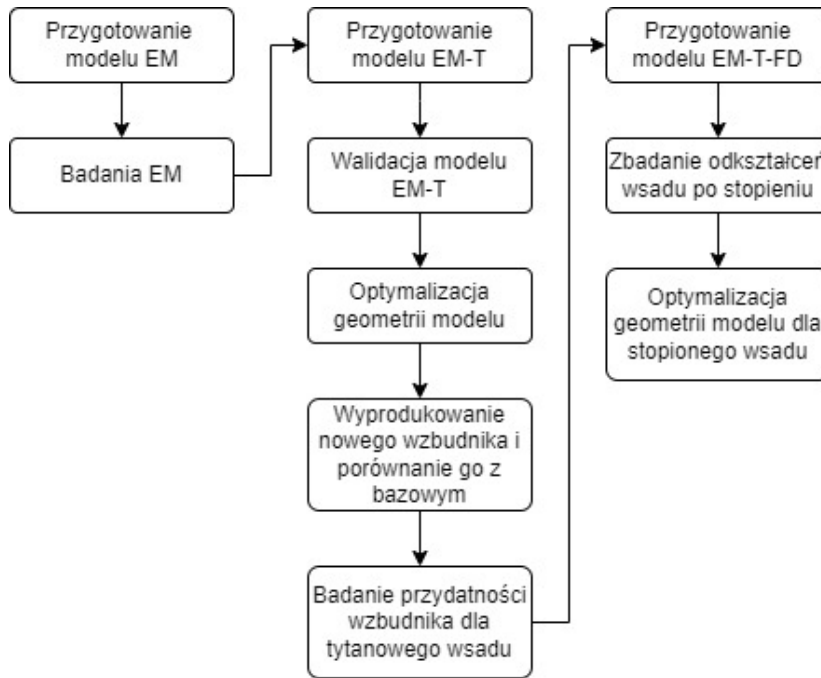 Przygotowanie
modelu EM
Badania EM
Przygotowanie
modelu EM-T
Walidacja modelu
EM-T
Optymalizacja
geometrii modelu
Wyprodukowanie
nowego wzbudnika i
porównanie go z
bazowym
Badanie przydatności
wzbudnika dla
tytanowego wsadu
Przygotowanie
modelu EM-T-FD
Zbadanie odkształceń
wsadu po stopieniu
Optymalizacja
geometrii modelu dla
stopionego wsadu